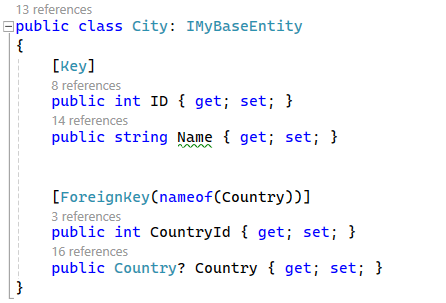 13 references
public class City: IMyBaseEntity
{
[Key]
8 references
public int ID { get; set; }
14 references
public string Name { get; set; }
[ForeignKey(nameof(Country))]
3 references
public int CountryId { get; set; }
16 references
public Country? Country { get; set; }
}